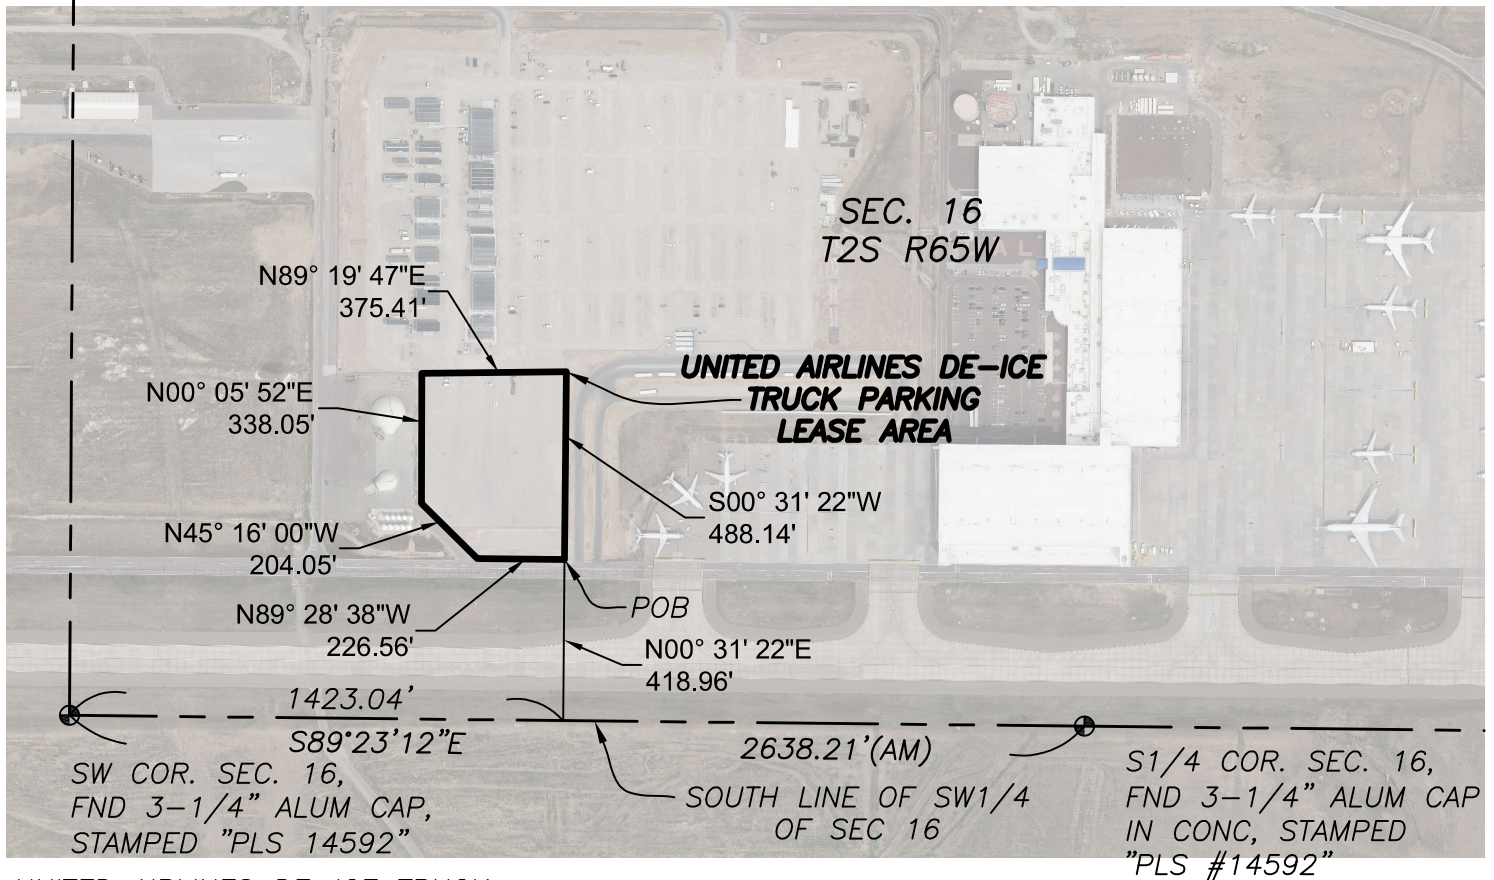 SEC. 16
T2S R65W
N89° 19' 47"E
375.41'
UNITED AIRLINES DE-ICE
TRUCK PARKING
LEASE AREA
N00° 05' 52"E
338.05'
S00° 31' 22"W
488.14'
N45° 16' 00"W
204.05'
N89° 28' 38"W
226.56'
POB
N00° 31' 22"E
418.96'
1423.04'
S89°23'12"E
2638.21'(AM)
SW COR. SEC. 16,
FND 3-1/4" ALUM CAP,
STAMPED "PLS 14592"
SOUTH LINE OF SW1/4
OF SEC 16
S1/4 COR. SEC. 16,
FND 3-1/4" ALUM CAP
IN CONC, STAMPED
"PLS #14592"